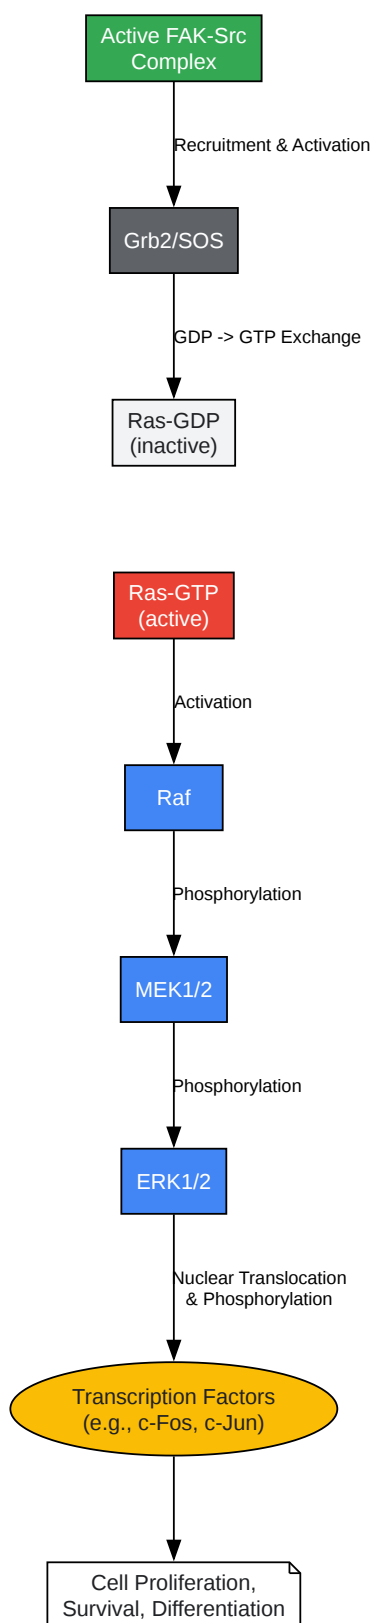 Active FAK-Src
Complex
Recruitment & Activation
Grb2/SOS
GDP -> GTP Exchange
Ras-GDP
(inactive)
Ras-GTP
(active)
Activation
Raf
Phosphorylation
MEK1/2
Phosphorylation
ERK1/2
Nuclear Translocation
& Phosphorylation
Transcription Factors
(e.g., c-Fos, c-Jun)
Cell Proliferation,
Survival, Differentiation